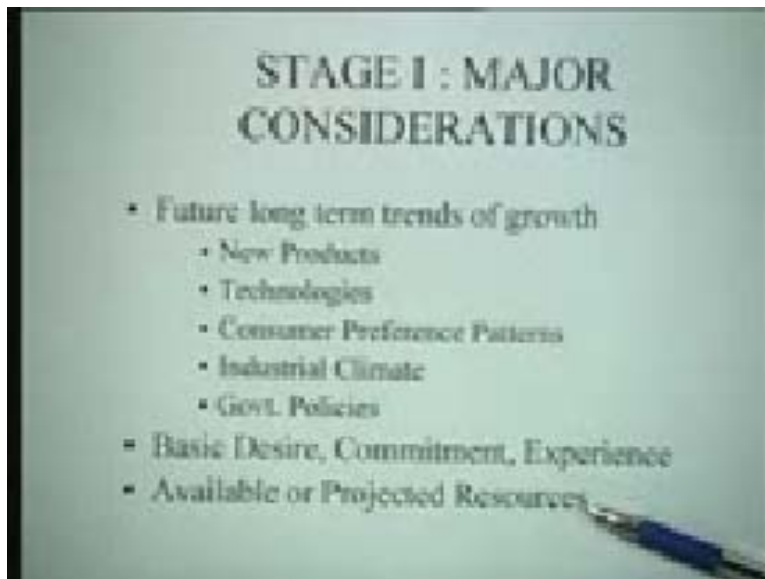 STAGE I : MAJOR
CONSIDERATIONS
• Future long term trends of growth
• New Products
• Technologies
• Consumer Preference Patterns
• Industrial Climate
• Govt. Policies
• Basic Desire, Commitment, Experience
• Available or Projected Resources